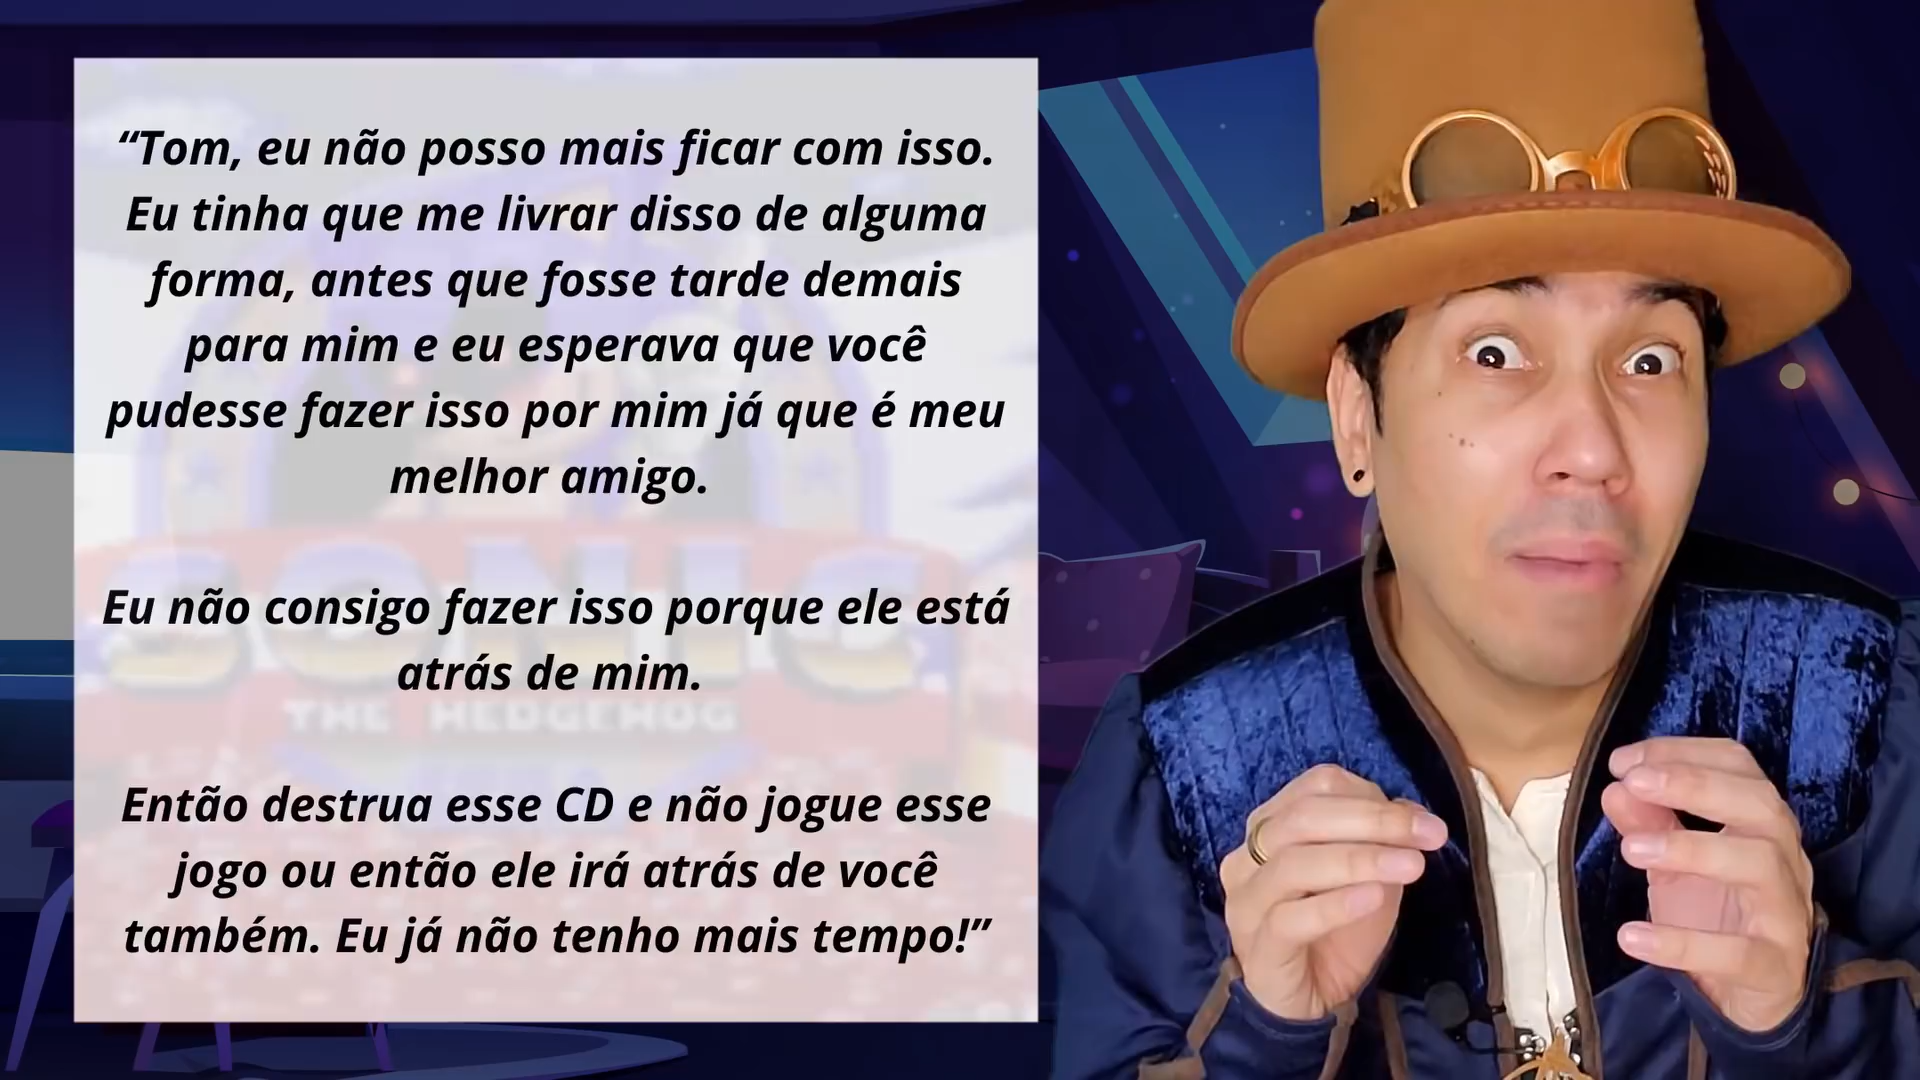 “Tom, eu não posso mais ficar com isso.
Eu tinha que me livrar disso de alguma
forma, antes que fosse tarde demais
para mim e eu esperava que você
pudesse fazer isso por mim já que é meu
melhor amigo.
Eu não consigo fazer isso porque ele está
atrás de mim.
Então destrua esse CD e não jogue esse
jogo ou então ele irá atrás de você
também. Eu já não tenho mais tempo!”
SONIC
THE HEDGEHOG